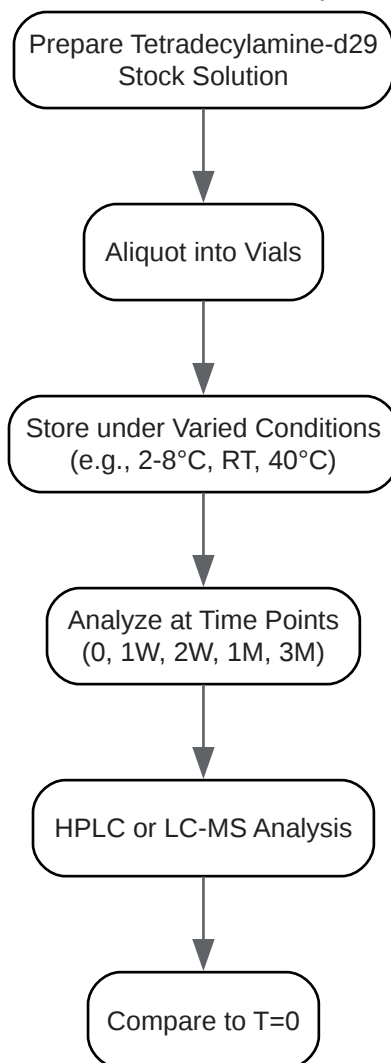 Prepare Tetradecylamine-d29
Stock Solution
Aliquot into Vials
Store under Varied Conditions
(e.g., 2-8°C, RT, 40°C)
Analyze at Time Points
(0, 1W, 2W, 1M, 3M)
HPLC or LC-MS Analysis
Compare to T=0